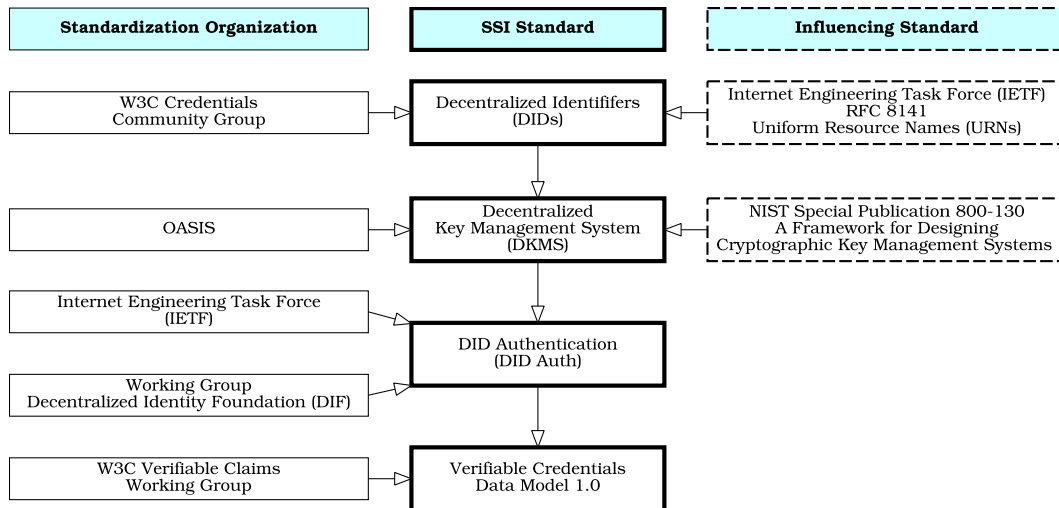 Standardization Organization
SSI Standard
Influencing Standard
W3C Credentials
Community Group
Decentralized Identififers
(DIDs)
Internet Engineering Task Force (IETF)
RFC 8141
Uniform Resource Names (URNs)
OASIS
Decentralized
Key Management System
(DKMS)
NIST Special Publication 800-130
A Framework for Designing
Cryptographic Key Management Systems
Internet Engineering Task Force
(IETF)
DID Authentication
(DID Auth)
Working Group
Decentralized Identity Foundation (DIF)
W3C Verifiable Claims
Working Group
Verifiable Credentials
Data Model 1.0